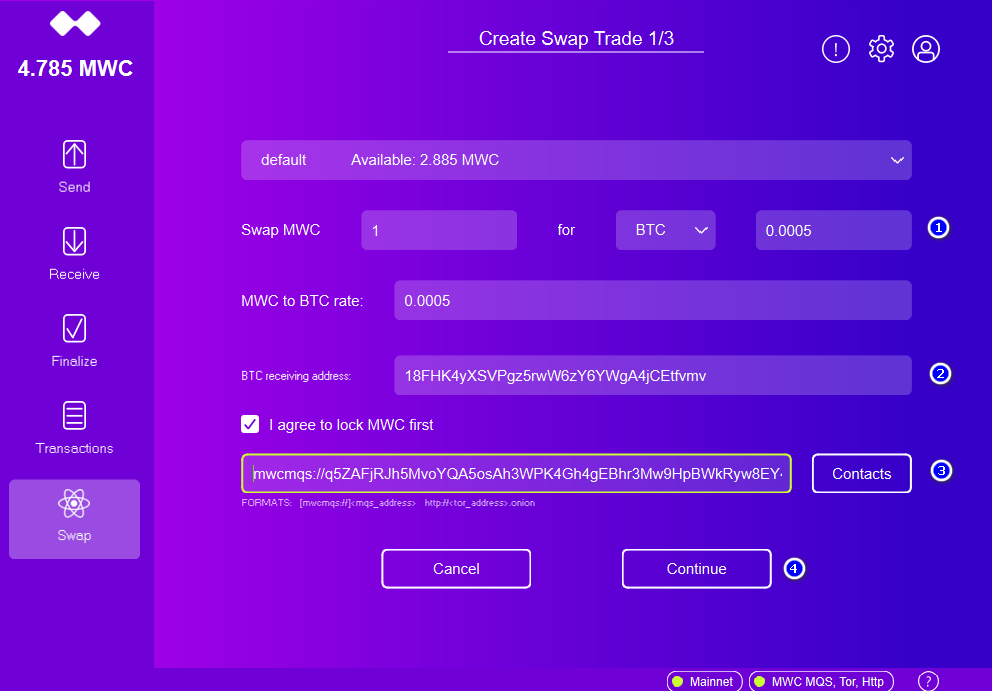 Create Swap Trade 1/3
!
4.785 MWC
default Available: 2.885 MWC
Send
Swap MWC 1 for BTC 0.0005 1
Receive
MWC to BTC rate: 0.0005
Finalize
BTC receiving address: 18FHK4yXSVPgz5rwW6zY6YWgA4jCEtfvmv 2
I agree to lock MWC first
Transactions
mwcmqs://q5ZAFjRJh5MvoYQA5osAh3WPK4Gh4gEBhr3Mw9HpBWkRyw8EY Contacts 3
FORMATS: [mwcmqs://]<mqs_address> http://<tor_address>.onion
Swap
Cancel Continue 4
Mainnet MWC MQS, Tor, Http ?